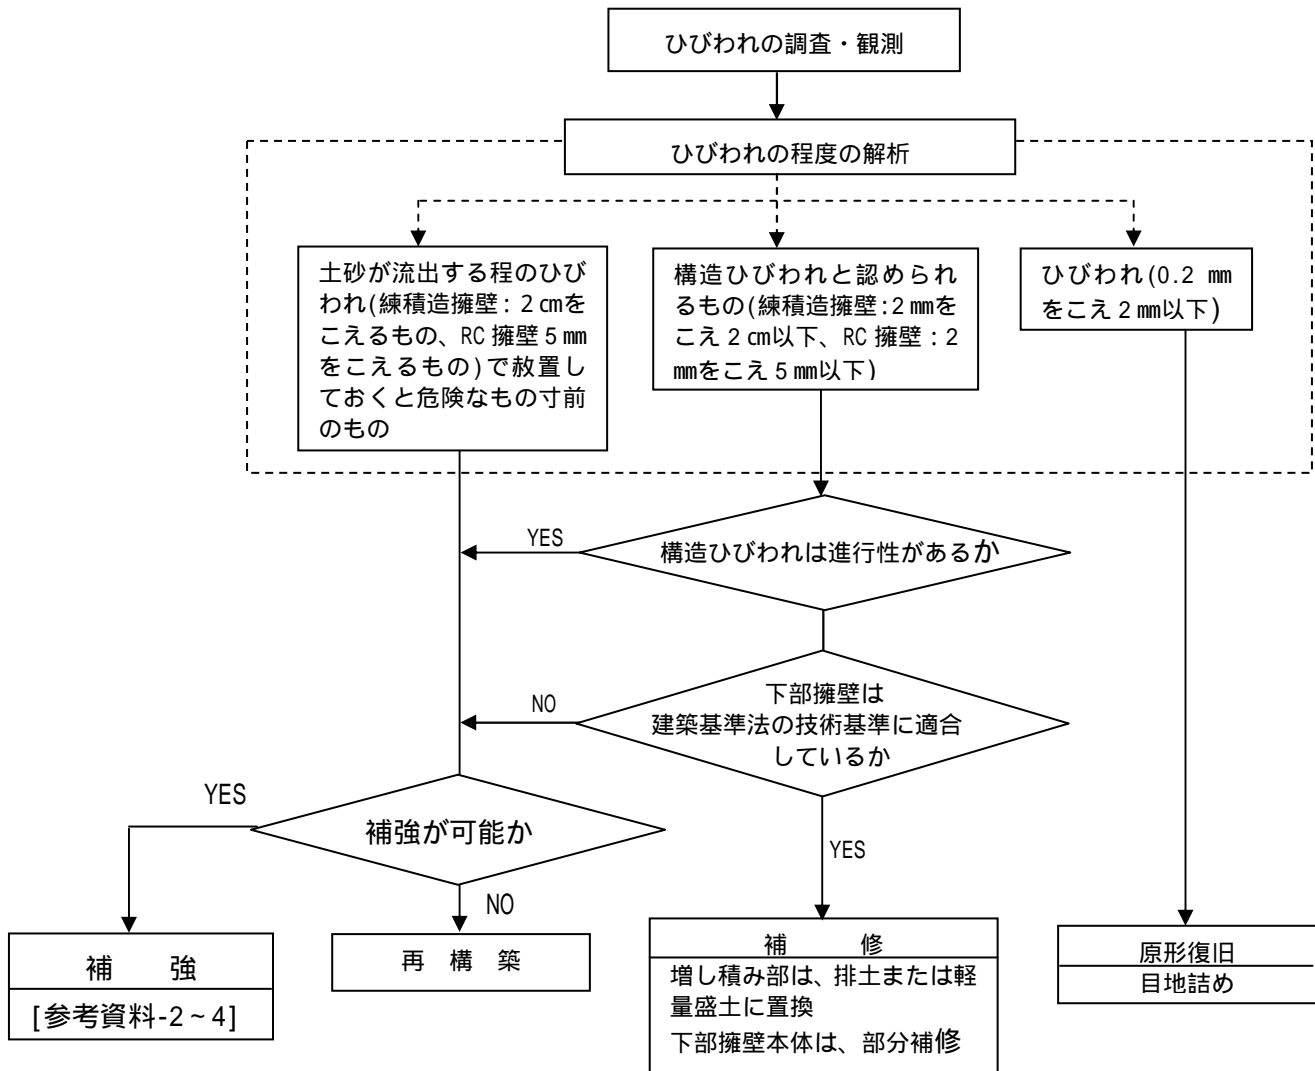 ひびわれの調査・観測
ひびわれの程度の解析
土砂が流出する程のひび
われ(練積造擁壁：2㎝を
こえるもの、RC 擁壁 5㎜
をこえるもの)で赦置し
ておくと危険なもの寸前
のもの
構造ひびわれと認められ
るもの(練積造擁壁：2㎜を
こえ 2㎝以下、RC 擁壁：2
㎜をこえ 5㎜以下)
ひびわれ(0.2 ㎜
をこえ 2㎜以下)
YES
構造ひびわれは進行性があるか
NO
下部擁壁は
建築基準法の技術基準に適合
しているか
YES
補強が可能か
YES
NO
補　強
[参考資料-2～4]
再 構 築
補　修
増し積み部は、排土または軽
量盛土に置換
下部擁壁本体は、部分補修
原形復旧
目地詰め